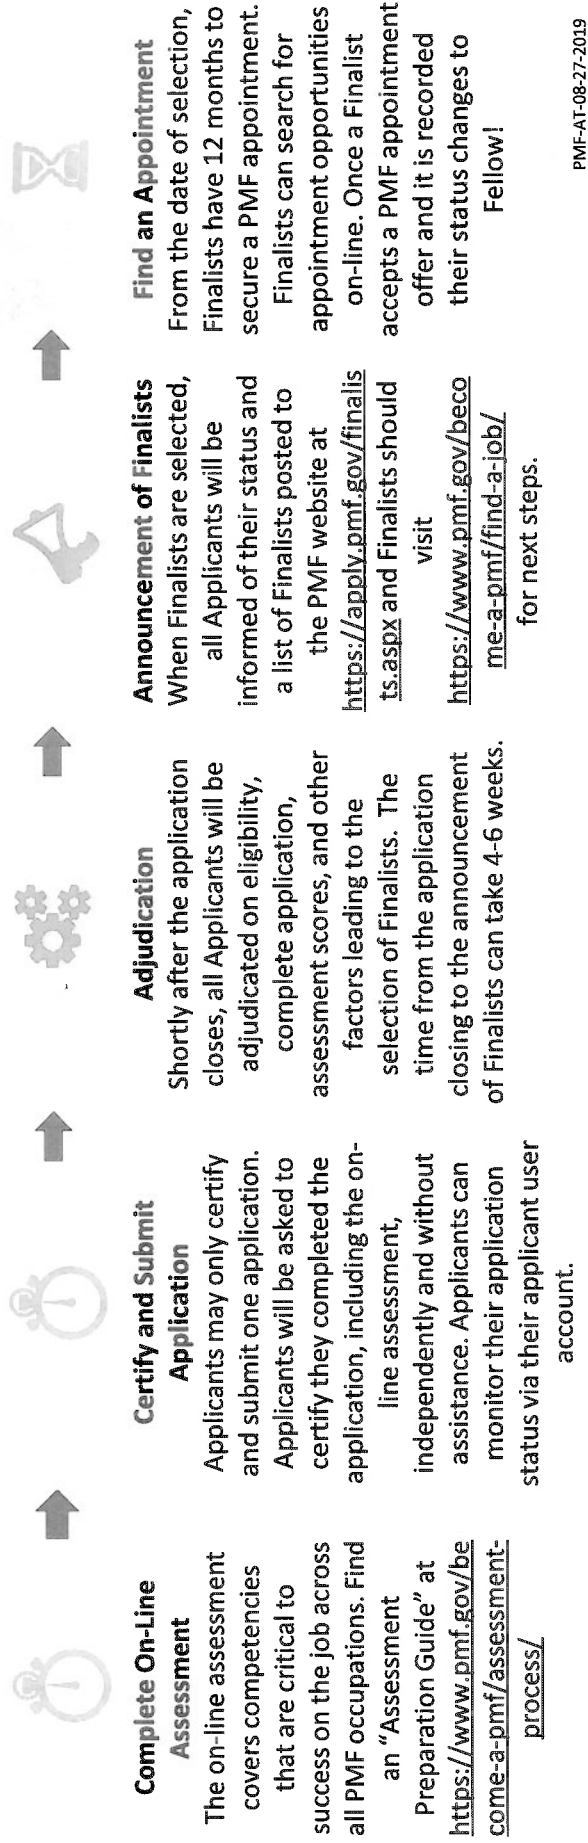 Complete On-Line
Assessment
The on-line assessment
covers competencies
that are critical to
success on the job across
all PMF occupations. Find
an “Assessment
Preparation Guide” at
https://www.pmf.gov/be
come-a-pmf/assessment-
process/
Certify and Submit
Application
Applicants may only certify
and submit one application.
Applicants will be asked to
certify they completed the
application, including the on-
line assessment,
independently and without
assistance. Applicants can
monitor their application
status via their applicant user
account.
Adjudication
Shortly after the application
closes, all Applicants will be
adjudicated on eligibility,
complete application,
assessment scores, and other
factors leading to the
selection of Finalists. The
time from the application
closing to the announcement
of Finalists can take 4-6 weeks.
Announcement of Finalists
When Finalists are selected,
all Applicants will be
informed of their status and
a list of Finalists posted to
the PMF website at
https://apply.pmf.gov/finalis
ts.aspx and Finalists should
visit
https://www.pmf.gov/beco
me-a-pmf/find-a-job/
for next steps.
Find an Appointment
From the date of selection,
Finalists have 12 months to
secure a PMF appointment.
Finalists can search for
appointment opportunities
on-line. Once a Finalist
accepts a PMF appointment
offer and it is recorded
their status changes to
Fellow!
PMF-AT-08-27-2019